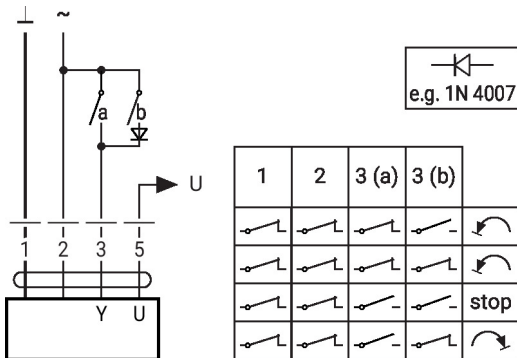 ⊥ ~
a b
e.g. 1N 4007
U
1 2 3 5
Y U
1 2 3 (a) 3 (b)
stop